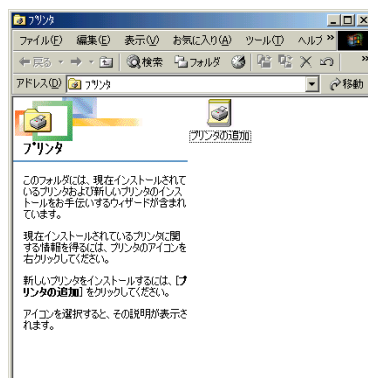 プリンタ
ファイル(F) 編集(E) 表示(V) お気に入り(A) ツール(T) ヘルプ »
戻る 検索 フォルダ »
アドレス(D) プリンタ 移動
プリンタ
プリンタの追加
このフォルダには、現在インストールされて
いるプリンタおよび新しいプリンタのインス
トールをお手伝いするウィザードが含まれ
ています。
現在インストールされているプリンタに関
する情報を得るには、プリンタのアイコンを
右クリックしてください。
新しいプリンタをインストールするには、[プ
リンタの追加] をクリックしてください。
アイコンを選択すると、その説明が表示さ
れます。